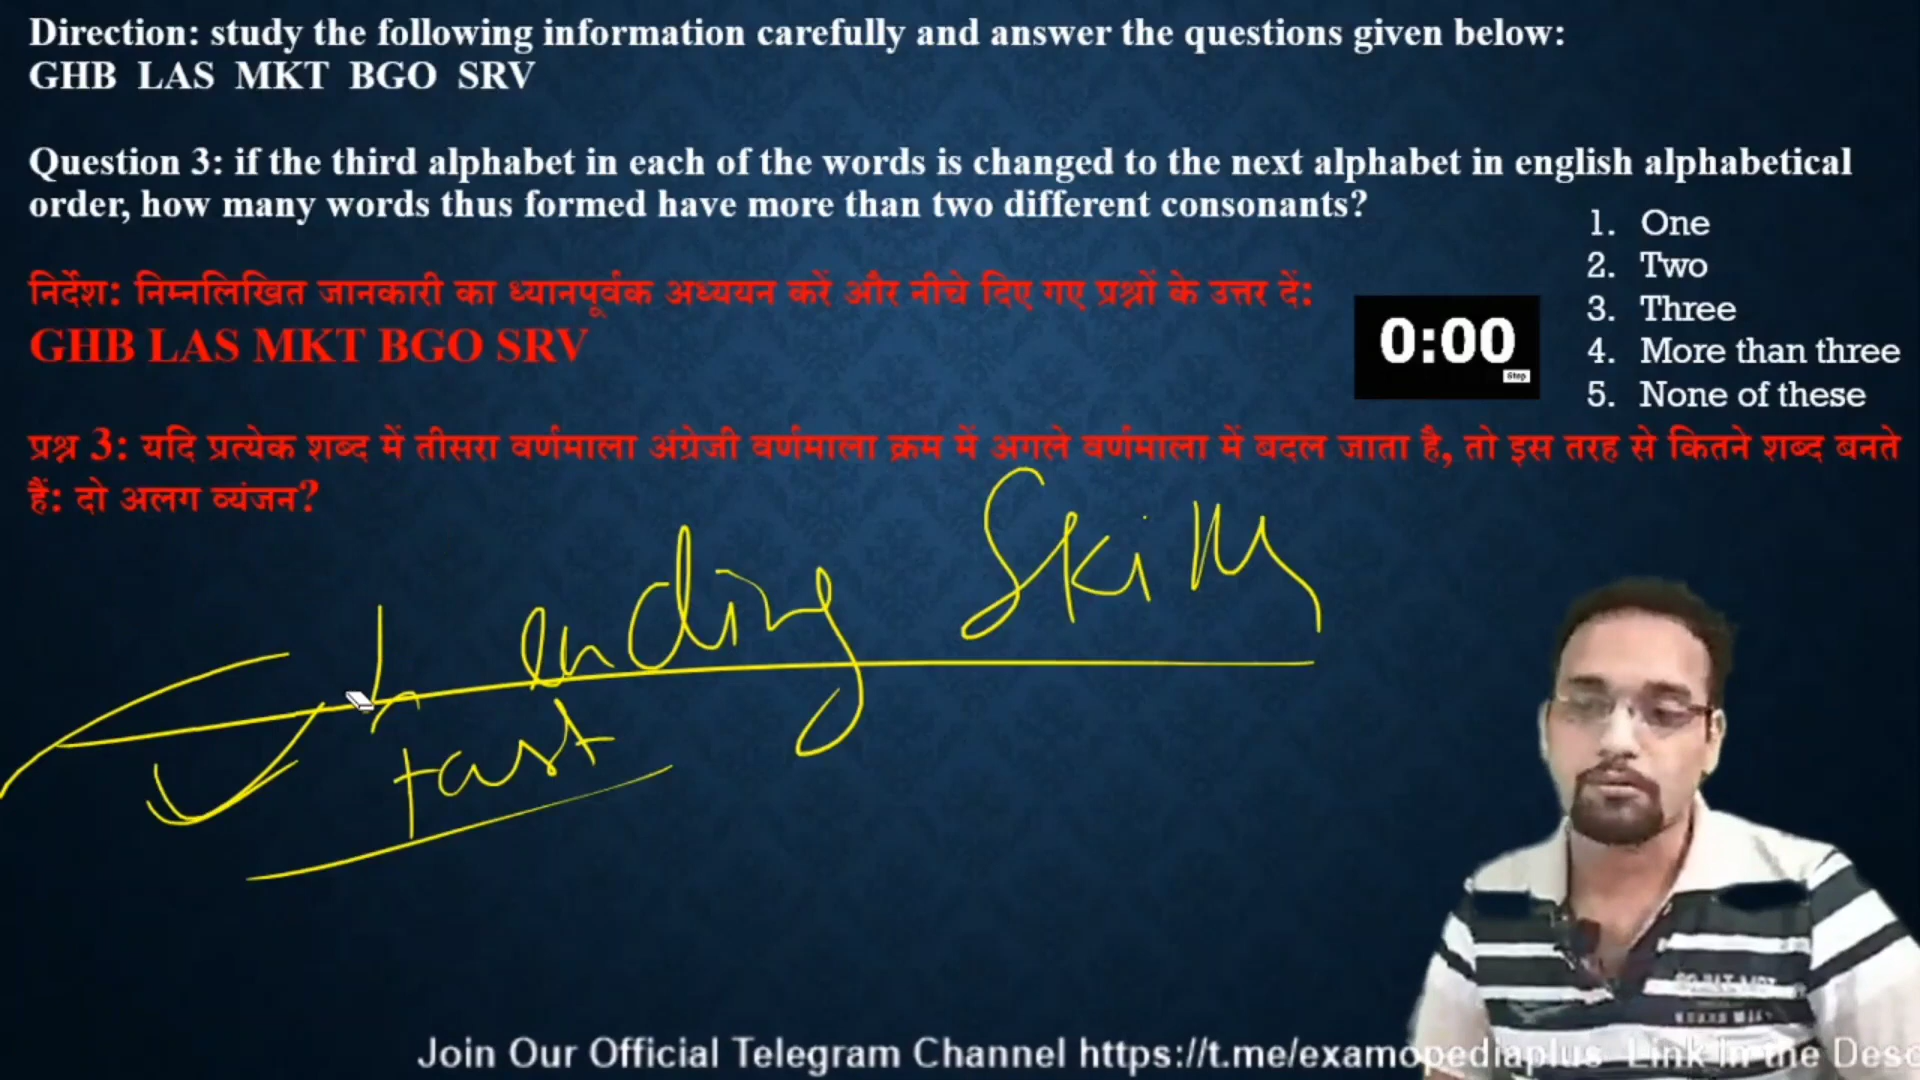 Direction: study the following information carefully and answer the questions given below:
GHB LAS MKT BGO SRV
Question 3: if the third alphabet in each of the words is changed to the next alphabet in english alphabetical
order, how many words thus formed have more than two different consonants?
1. One
2. Two
3. Three
4. More than three
5. None of these
निर्देश: निम्नलिखित जानकारी का ध्यानपूर्वक अध्ययन करें और नीचे दिए गए प्रश्नों के उत्तर दें:
GHB LAS MKT BGO SRV
0:00
Stop
प्रश्न 3: यदि प्रत्येक शब्द में तीसरा वर्णमाला अंग्रेजी वर्णमाला क्रम में अगले वर्णमाला में बदल जाता है, तो इस तरह से कितने शब्द बनते
हैं: दो अलग व्यंजन?
Skills
fast
Join Our Official Telegram Channel https://t.me/examopediaplus Link In the Desc